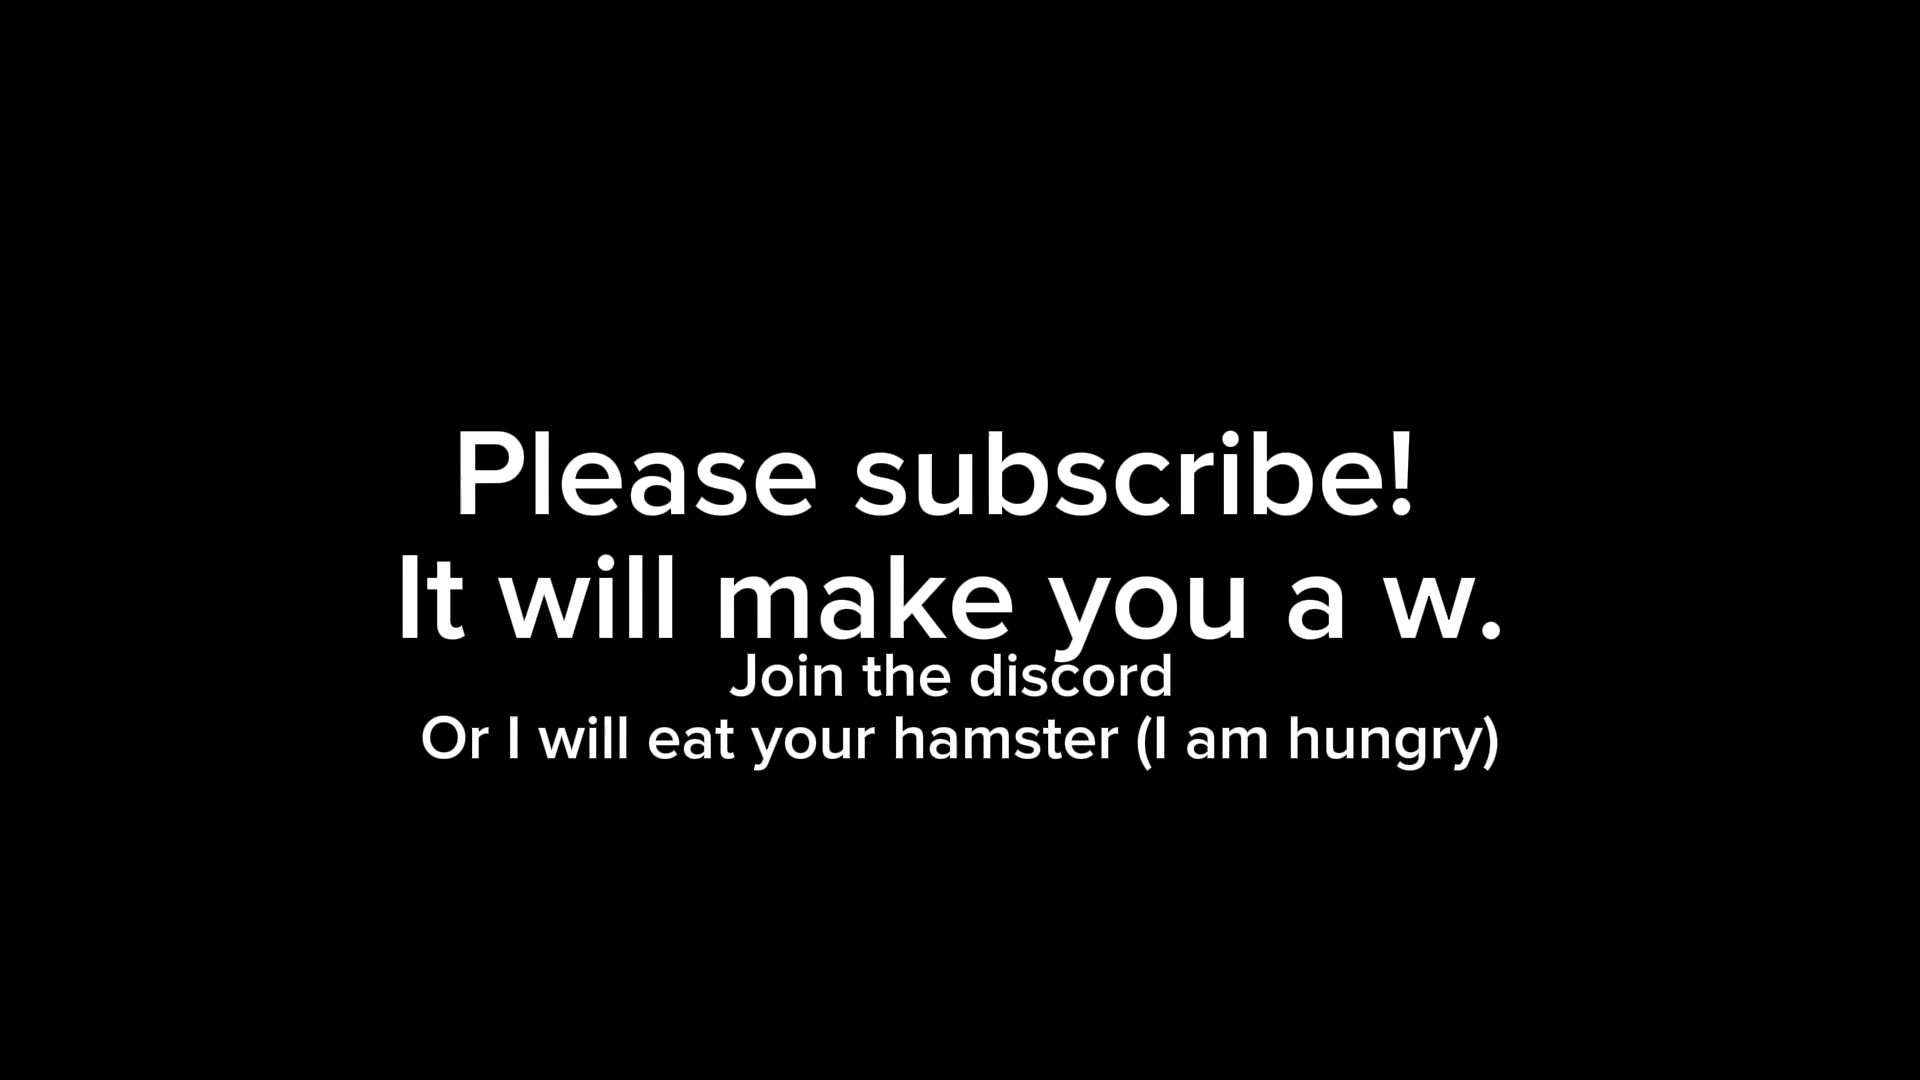 Please subscribe!
It will make you a w.
Join the discord
Or I will eat your hamster (I am hungry)